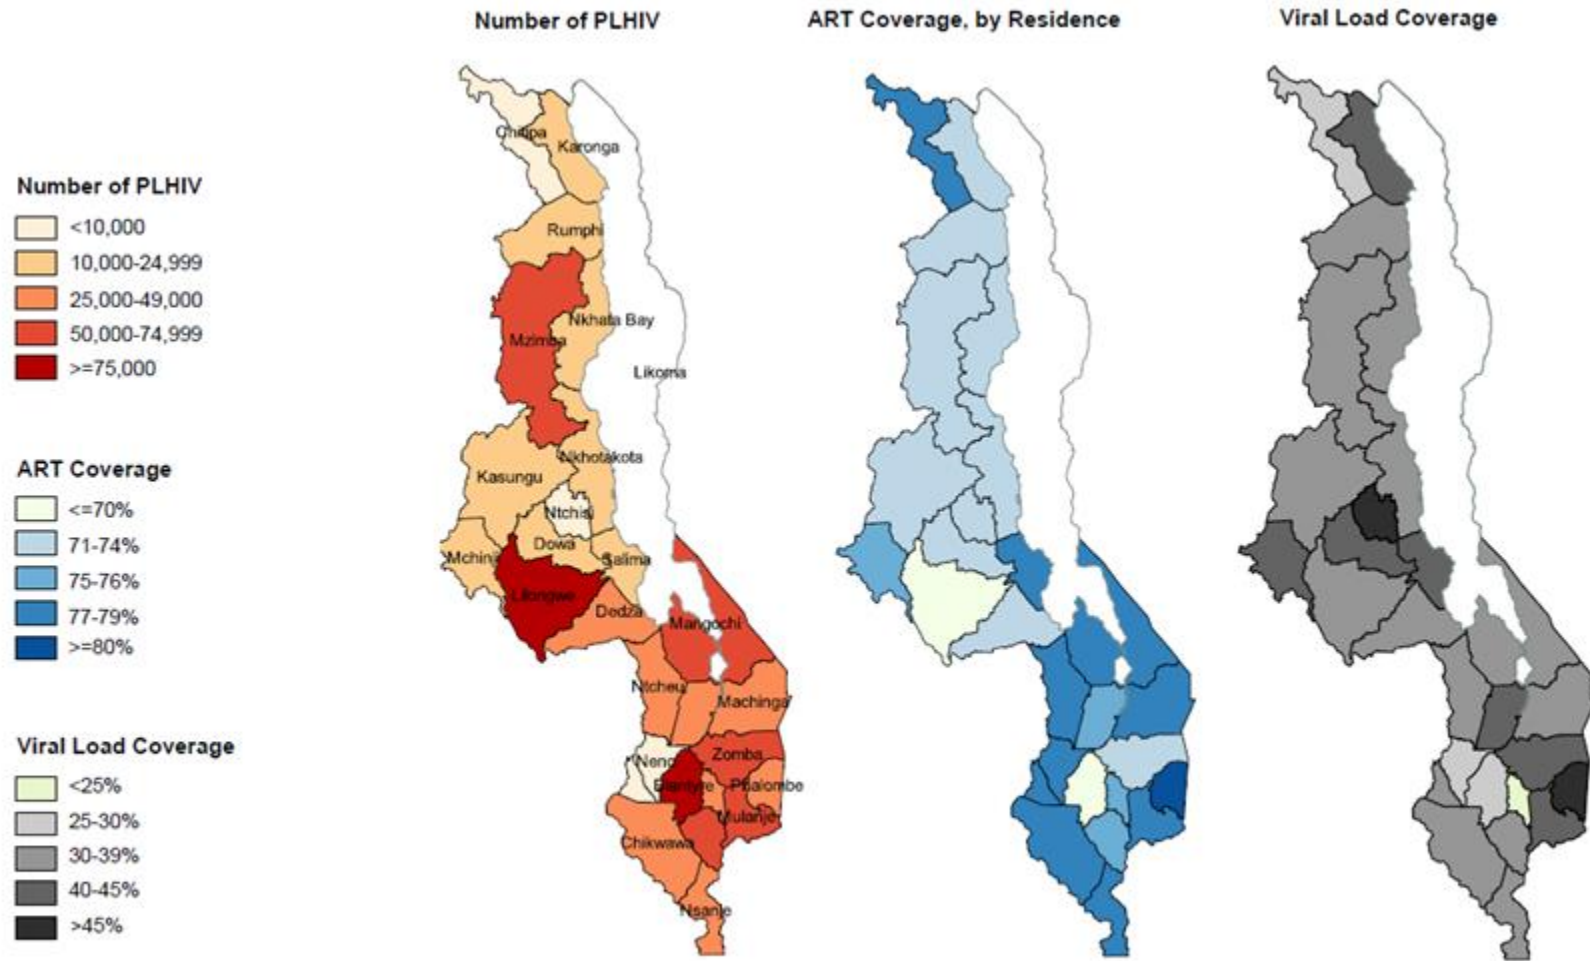 Number of PLHIV
ART Coverage, by Residence
Viral Load Coverage
Number of PLHIV
<10,000
10,000-24,999
25,000-49,000
50,000-74,999
>=75,000
ART Coverage
<=70%
71-74%
75-76%
77-79%
>=80%
Viral Load Coverage
<25%
25-30%
30-39%
40-45%
>45%
Chitipa
Karonga
Rumphi
Nkhata Bay
Mzimba
Likoma
Nkhotakota
Kasungu
Ntchisi
Dowa
Mchinji
Salima
Lilongwe
Dedza
Mangochi
Ntcheu
Machinga
Zomba
Neno
Blantyre
Phalombe
Mulanje
Chikwawa
Nsanje